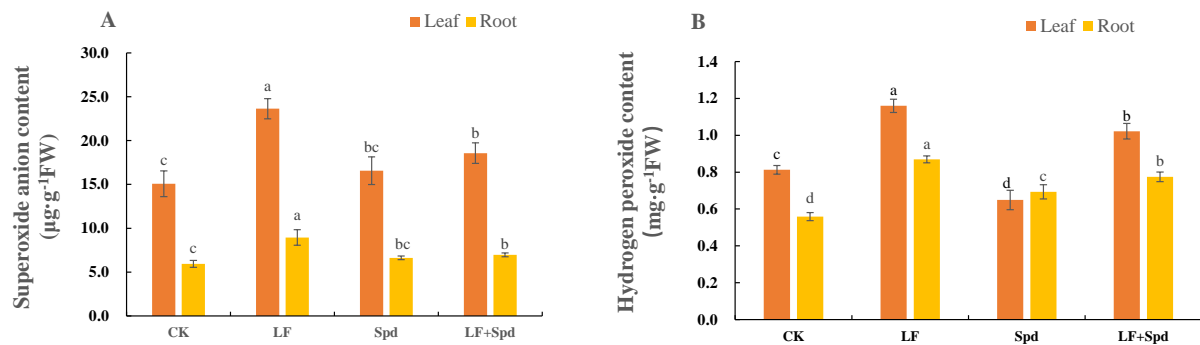 A
Leaf Root
Superoxide anion content
(μg·g⁻¹FW)
30.0
25.0
20.0
15.0
10.0
5.0
0.0
c
c
a
a
bc
bc
b
b
CK LF Spd LF+Spd
B
Leaf Root
Hydrogen peroxide content
(mg·g⁻¹FW)
1.4
1.2
1.0
0.8
0.6
0.4
0.2
0.0
c
d
a
a
d
c
b
b
CK LF Spd LF+Spd